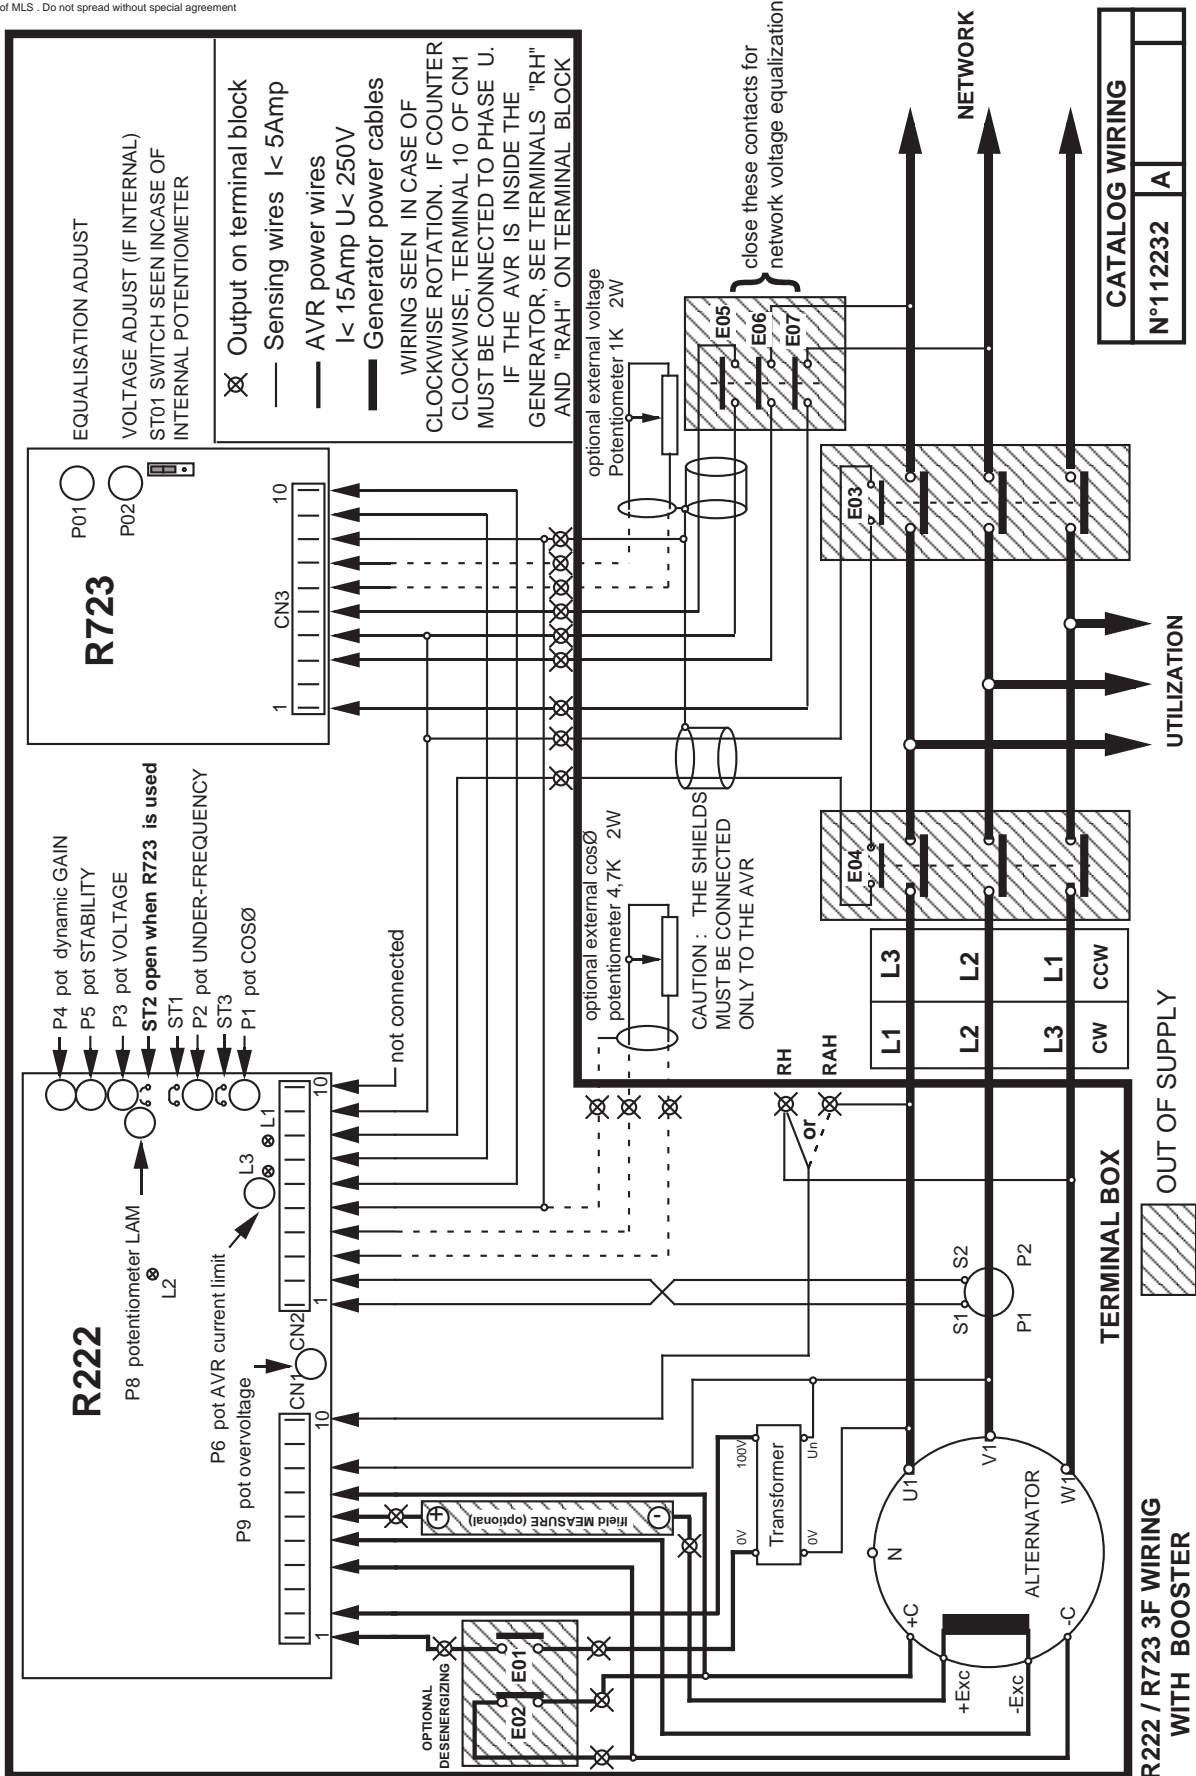 of MLS . Do not spread without special agreement
R222 / R723 3F WIRING
WITH BOOSTER
R222
P8 potentiometer LAM
L2
P6 pot AVR current limit
P9 pot overvoltage
L3
L1
P4 pot dynamic GAIN
P5 pot STABILITY
P3 pot VOLTAGE
ST2 open when R723 is used
ST1
P2 pot UNDER-FREQUENCY
ST3
P1 pot COSØ
1
CN1
10
1
CN2
10
not connected
R723
P01
P02
CN3
1
10
EQUALISATION ADJUST
VOLTAGE ADJUST (IF INTERNAL)
ST01 SWITCH SEEN INCASE OF
INTERNAL POTENTIOMETER
Output on terminal block
Sensing wires I< 5Amp
AVR power wires
I< 15Amp U< 250V
Generator power cables
WIRING SEEN IN CASE OF
CLOCKWISE ROTATION. IF COUNTER
CLOCKWISE, TERMINAL 10 OF CN1
MUST BE CONNECTED TO PHASE U.
IF THE AVR IS INSIDE THE
GENERATOR, SEE TERMINALS "RH"
AND "RAH" ON TERMINAL BLOCK
OPTIONAL
DESENERGIZING
E01
E02
+
Ifield MEASURE (optional)
-
0V
100V
Transformer
0V
Un
+C
-C
+Exc
-Exc
N
ALTERNATOR
U1
V1
W1
S1
S2
P1
P2
RH
or
RAH
TERMINAL BOX
optional external cosØ
potentiometer 4,7K 2W
CAUTION : THE SHIELDS
MUST BE CONNECTED
ONLY TO THE AVR
optional external voltage
Potentiometer 1K 2W
E05
E06
E07
close these contacts for
network voltage equalization
L1
L3
L2
L2
L3
L1
CW
CCW
E04
E03
UTILIZATION
NETWORK
OUT OF SUPPLY
CATALOG WIRING
N°112232
A